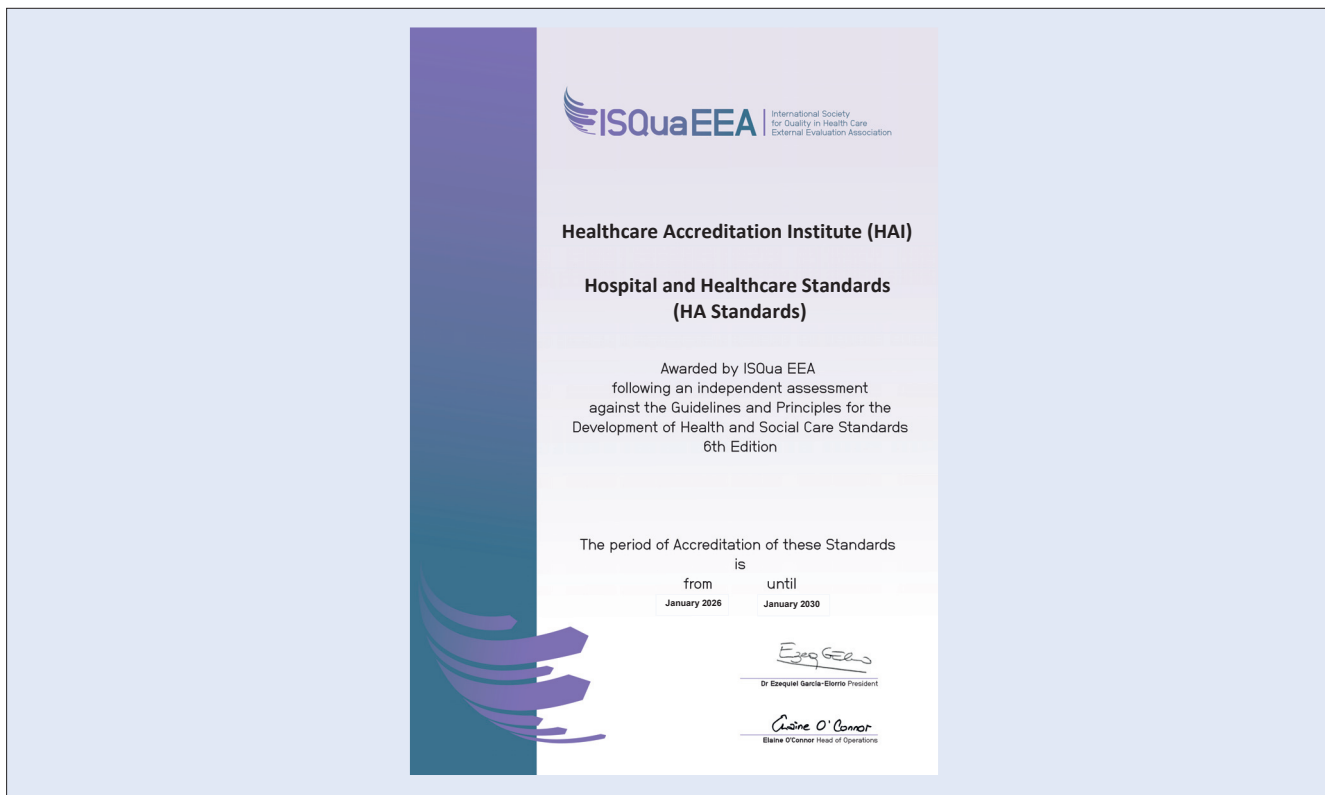 ISQuaEEA
International Society
for Quality in Health Care
External Evaluation Association
Healthcare Accreditation Institute (HAI)
Hospital and Healthcare Standards
(HA Standards)
Awarded by ISQua EEA
following an independent assessment
against the Guidelines and Principles for the
Development of Health and Social Care Standards
6th Edition
The period of Accreditation of these Standards
is
from until
January 2026 January 2030
Dr Ezequiel García-Elorrio President
Elaine O'Connor
Elaine O'Connor Head of Operations